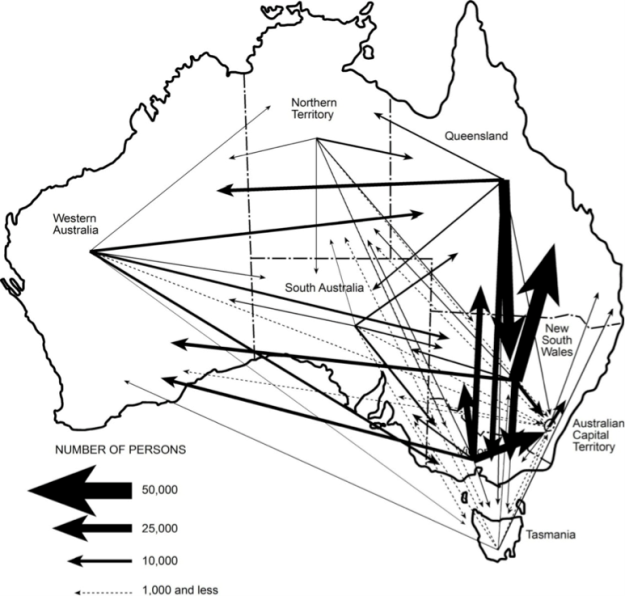 Northern
Territory
Queensland
Western
Australia
South Australia
New
South
Wales
Australian
Capital
Territory
NUMBER OF PERSONS
50,000
25,000
10,000
1,000 and less
Tasmania